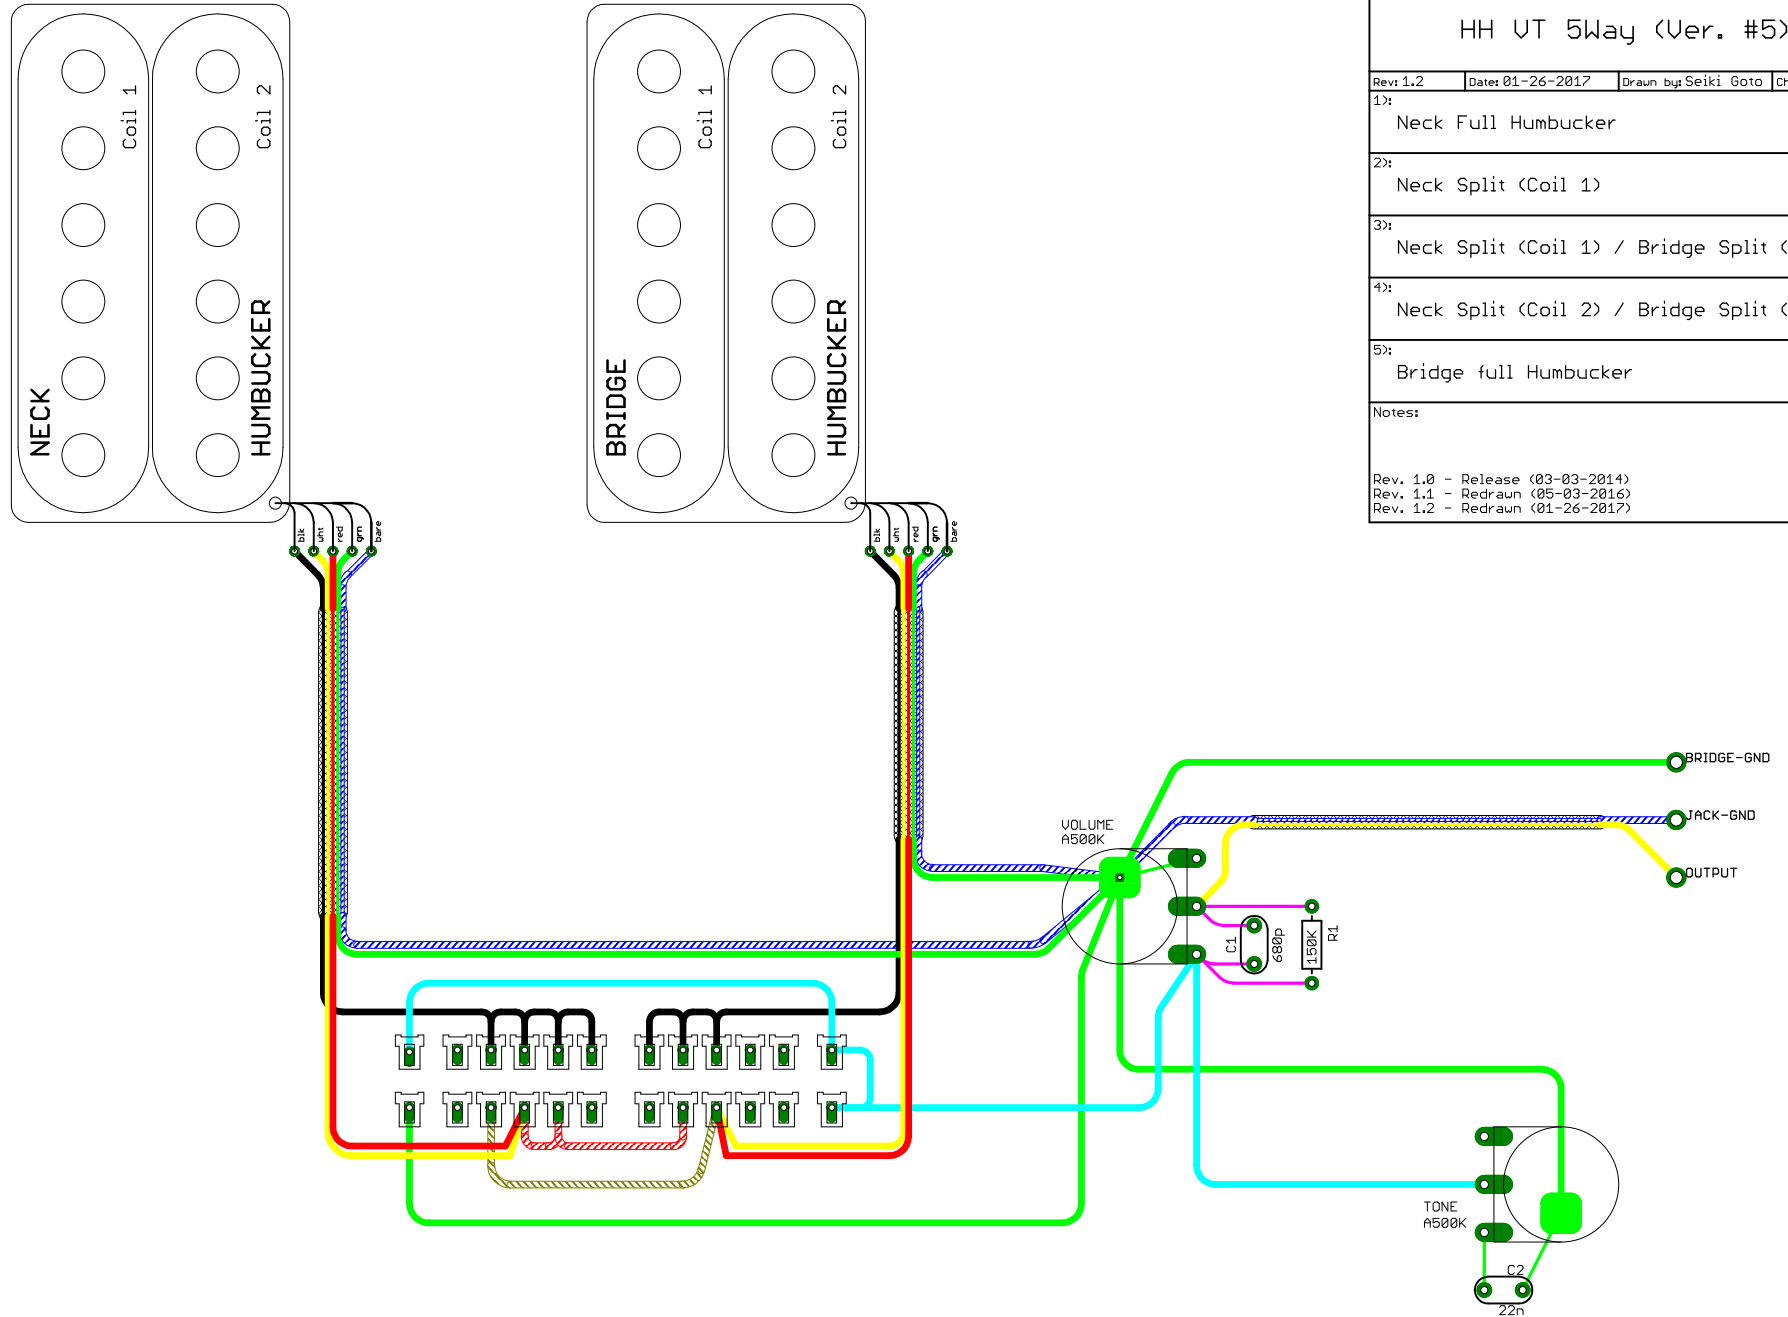 HH VT 5Way (Ver. #5)
Rev: 1.2
Date: 01-26-2017
Drawn by: Seiki Goto
Ch
1):
Neck Full Humbucker
2):
Neck Split (Coil 1)
3):
Neck Split (Coil 1) / Bridge Split (
4):
Neck Split (Coil 2) / Bridge Split (
5):
Bridge full Humbucker
Notes:
Rev. 1.0 - Release (03-03-2014)
Rev. 1.1 - Redrawn (05-03-2016)
Rev. 1.2 - Redrawn (01-26-2017)
Coil 1
Coil 2
NECK
HUMBUCKER
blk
wht
red
grn
bare
Coil 1
Coil 2
BRIDGE
HUMBUCKER
blk
wht
red
grn
bare
BRIDGE-GND
JACK-GND
OUTPUT
VOLUME
A500K
C1
680p
150K
R1
TONE
A500K
C2
22n